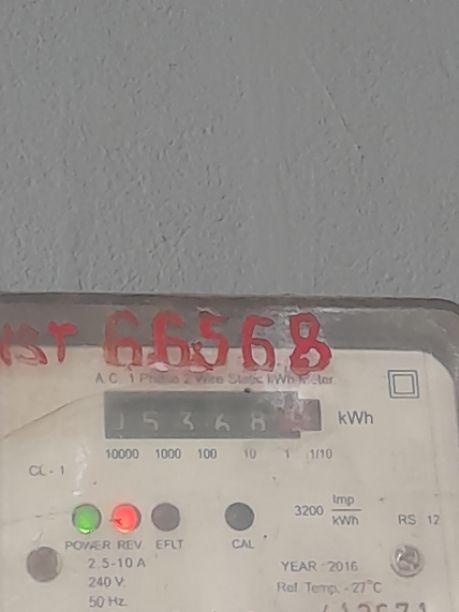 66568
A.C. 1 Phase 2 Wire Static kWh Meter
15368
kWh
10000 1000 100 10 1 1/10
CL-1
3200 Imp/kWh
RS 12
POWER REV. EFLT CAL
2.5-10 A
240 V.
50 Hz.
YEAR : 2016
Ref. Temp. -27°C